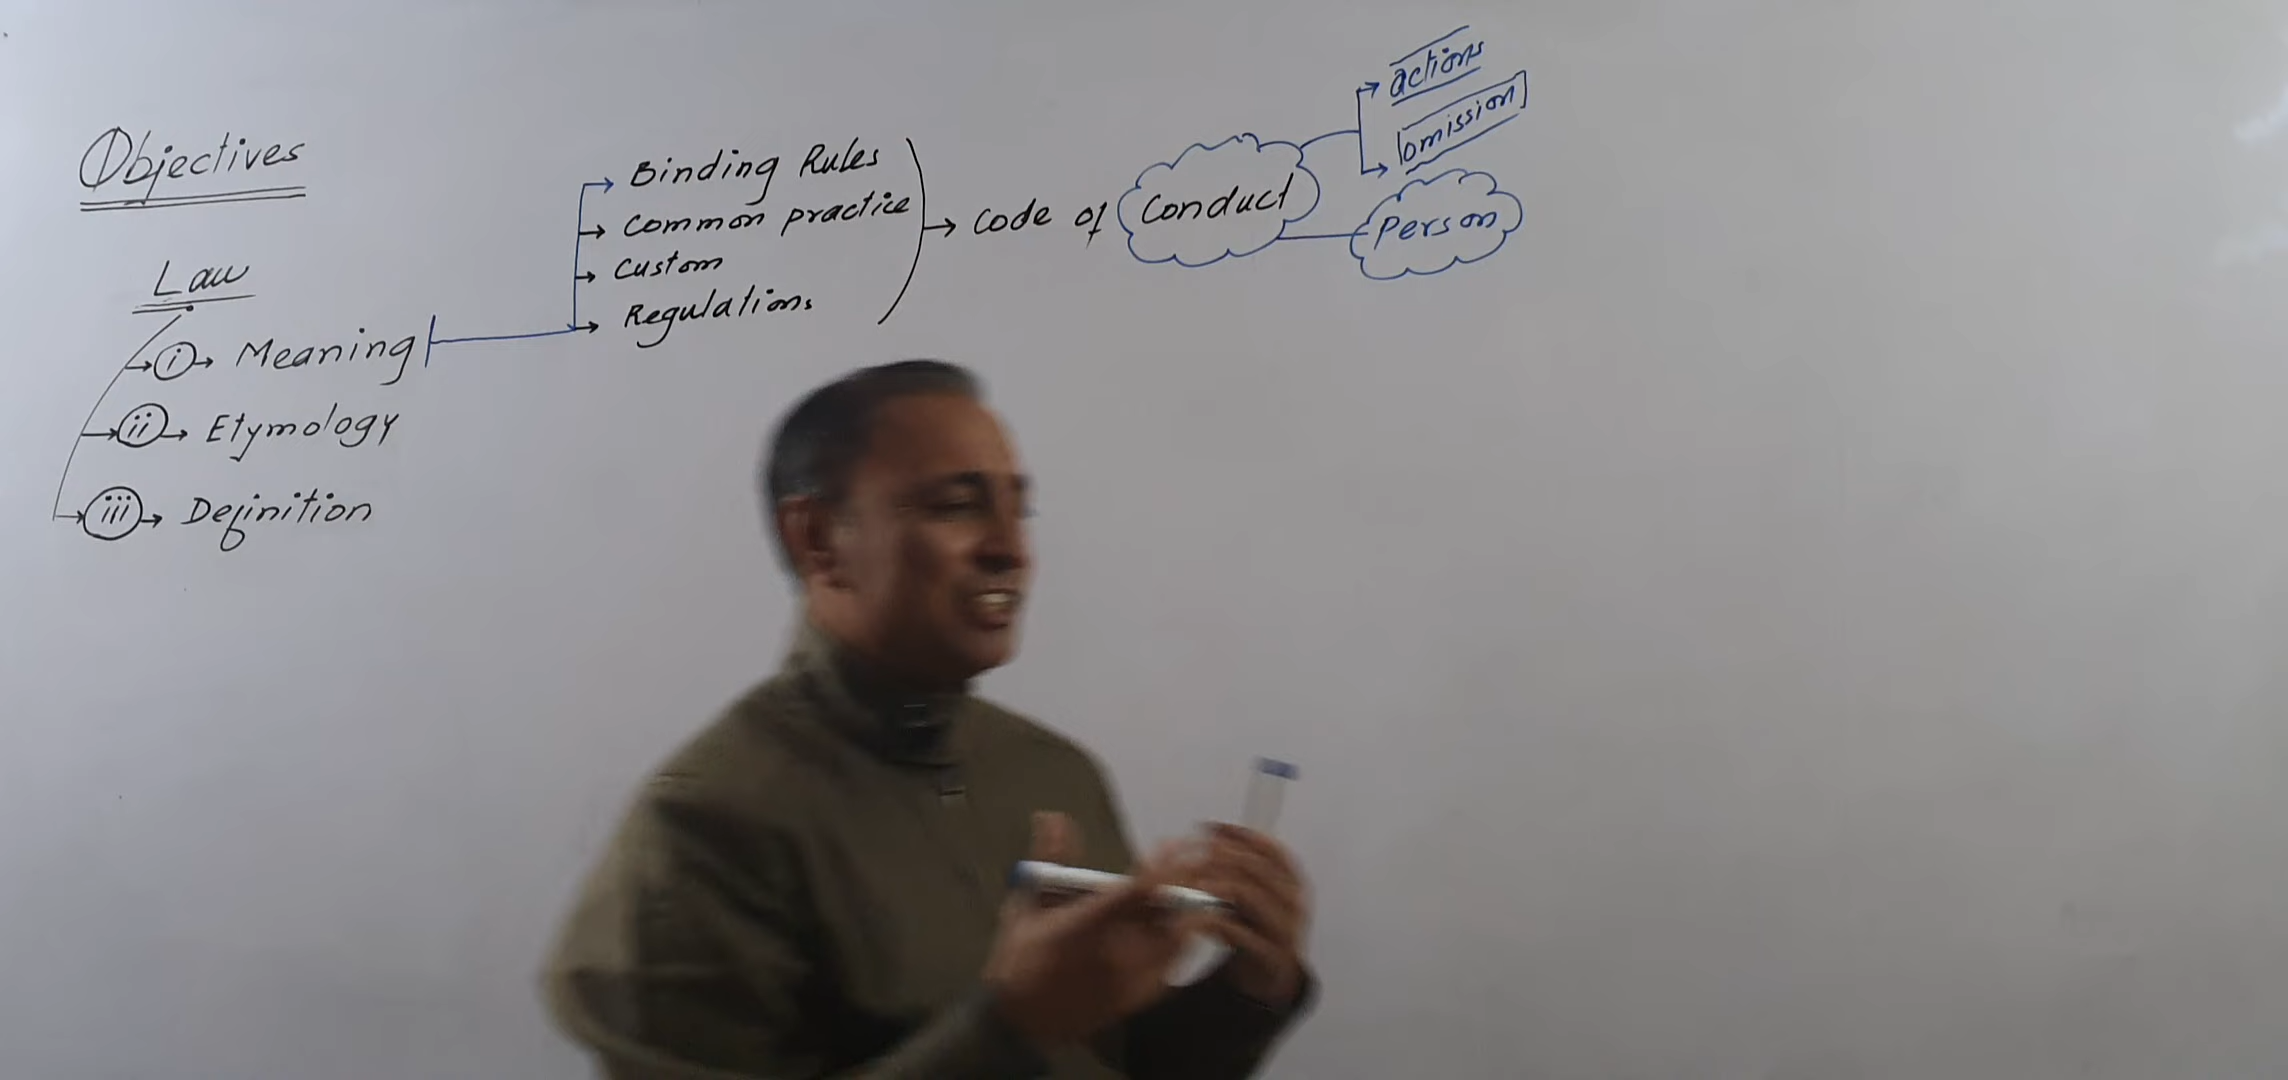 Objectives
Law
i → Meaning
ii → Etymology
iii → Definition
Binding Rules
Common practice
Custom
Regulations
→ Code of Conduct
actions
omission
Person